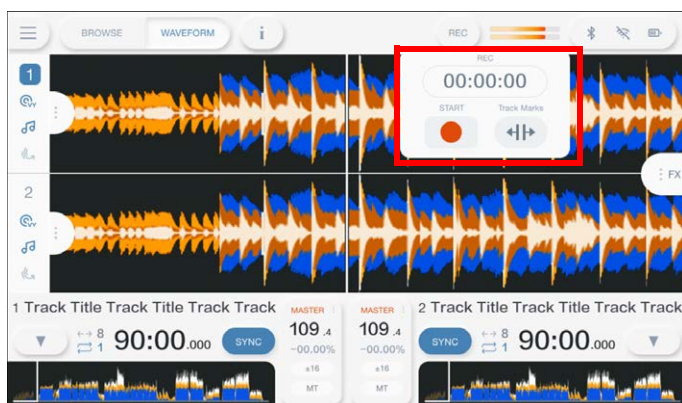 BROWSE WAVEFORM i REC
REC
00:00:00
START Track Marks
1
FX
2
1 Track Title Track Title Track Track
MASTER
109 .4
-00.00%
±16
MT
8
1
90:00.000
SYNC
MASTER
109 .4
-00.00%
±16
MT
2 Track Title Track Title Track Track
SYNC
8
1
90:00.000